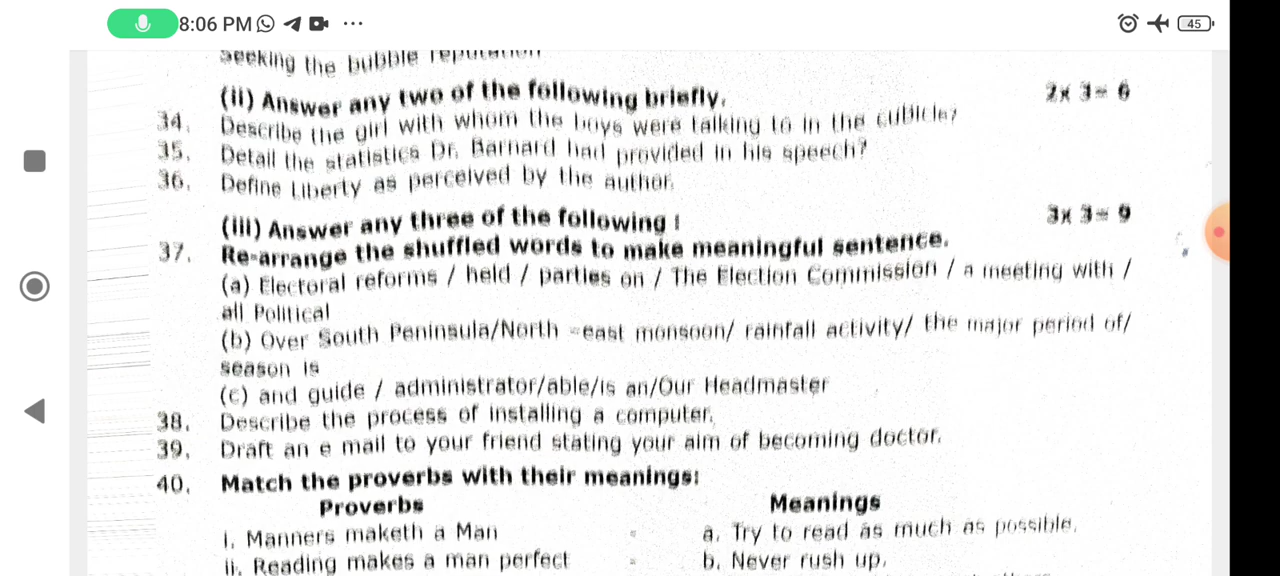 8:06 PM
45
seeking the bubble reputation
(ii) Answer any two of the following briefly. 2x 3= 6
34. Describe the girl with whom the boys were talking to in the cubicle?
35. Detail the statistics Dr. Barnard had provided in his speech?
36. Define Liberty as perceived by the author.
(iii) Answer any three of the following : 3x 3= 9
37. Re-arrange the shuffled words to make meaningful sentence.
(a) Electoral reforms / held / parties on / The Election Commission / a meeting with /
all Political
(b) Over South Peninsula/North -east monsoon/ rainfall activity/ the major period of/
season is
(c) and guide / administrator/able/is an/Our Headmaster
38. Describe the process of installing a computer.
39. Draft an e mail to your friend stating your aim of becoming doctor.
40. Match the proverbs with their meanings:
Proverbs Meanings
i. Manners maketh a Man - a. Try to read as much as possible.
ii. Reading makes a man perfect - b. Never rush up.